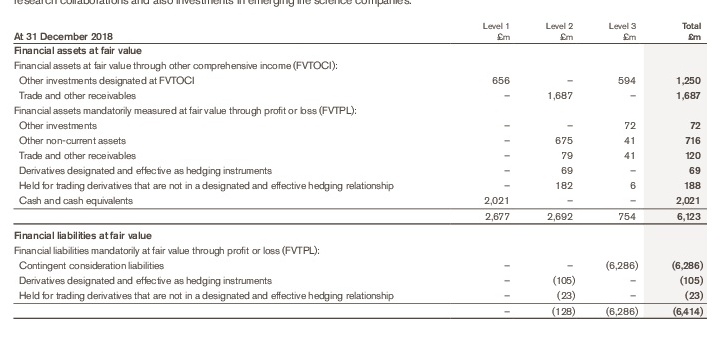 research collaborations and also investments in emerging life science companies.
Level 1 Level 2 Level 3 Total
At 31 December 2018 £m £m £m £m
Financial assets at fair value
Financial assets at fair value through other comprehensive income (FVTOCI):
Other investments designated at FVTOCI 656 – 594 1,250
Trade and other receivables – 1,687 – 1,687
Financial assets mandatorily measured at fair value through profit or loss (FVTPL):
Other investments – – 72 72
Other non-current assets – 675 41 716
Trade and other receivables – 79 41 120
Derivatives designated and effective as hedging instruments – 69 – 69
Held for trading derivatives that are not in a designated and effective hedging relationship – 182 6 188
Cash and cash equivalents 2,021 – – 2,021
2,677 2,692 754 6,123
Financial liabilities at fair value
Financial liabilities mandatorily at fair value through profit or loss (FVTPL):
Contingent consideration liabilities – – (6,286) (6,286)
Derivatives designated and effective as hedging instruments – (105) – (105)
Held for trading derivatives that are not in a designated and effective hedging relationship – (23) – (23)
– (128) (6,286) (6,414)